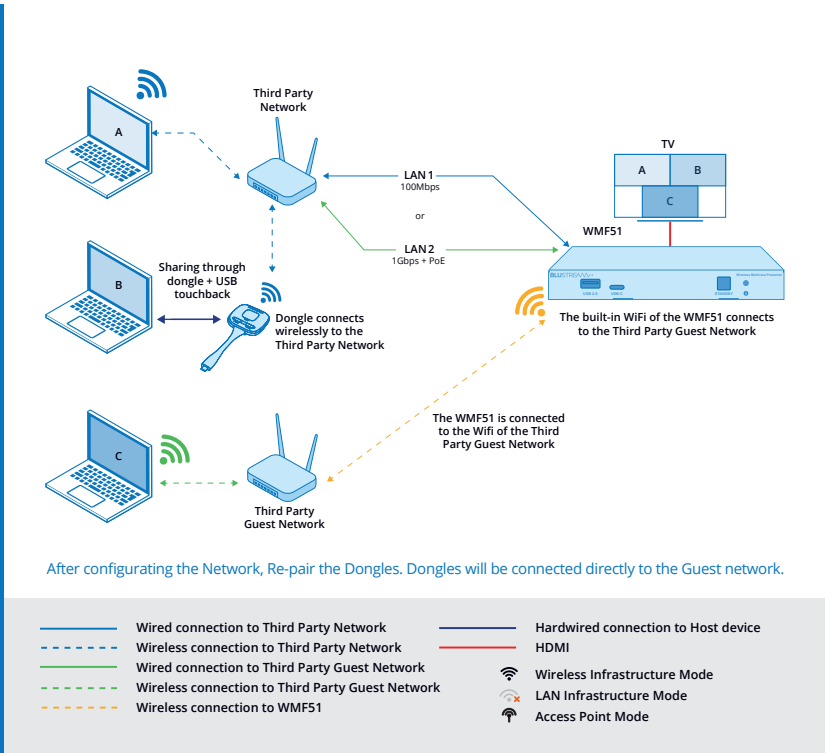 A
Third Party
Network
LAN 1
100Mbps
or
LAN 2
1Gbps + PoE
TV
A
B
C
WMF51
BLUSTREAM
Wireless Multiview Presenter
USB-C
STANDBY
The built-in WiFi of the WMF51 connects
to the Third Party Guest Network
B
Sharing through
dongle + USB
touchback
Dongle connects
wirelessly to the
Third Party Network
The WMF51 is connected
to the Wifi of the Third
Party Guest Network
C
Third Party
Guest Network
After configurating the Network, Re-pair the Dongles. Dongles will be connected directly to the Guest network.
Wired connection to Third Party Network
Wireless connection to Third Party Network
Wired connection to Third Party Guest Network
Wireless connection to Third Party Guest Network
Wireless connection to WMF51
Hardwired connection to Host device
HDMI
Wireless Infrastructure Mode
LAN Infrastructure Mode
Access Point Mode